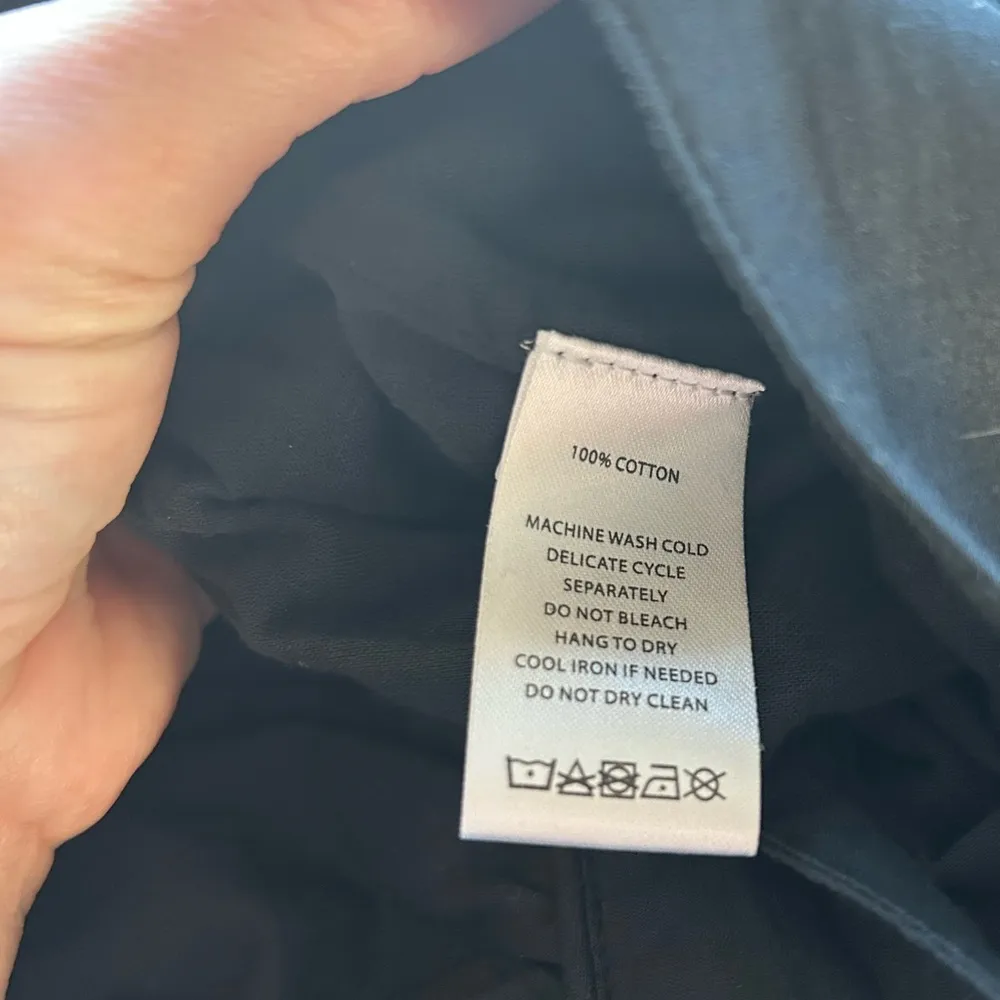 100% COTTON
MACHINE WASH COLD
DELICATE CYCLE
SEPARATELY
DO NOT BLEACH
HANG TO DRY
COOL IRON IF NEEDED
DO NOT DRY CLEAN